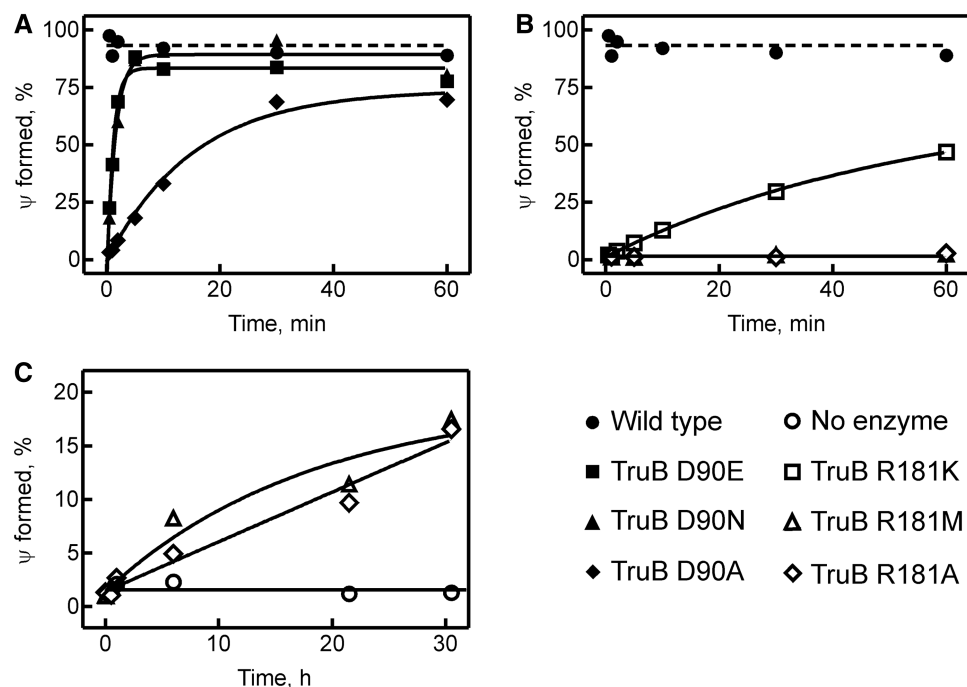 A
100
75
50
25
0
ψ formed, %
0 20 40 60
Time, min
B
100
75
50
25
0
ψ formed, %
0 20 40 60
Time, min
C
20
15
10
5
0
ψ formed, %
0 10 20 30
Time, h
Wild type
No enzyme
TruB D90E
TruB R181K
TruB D90N
TruB R181M
TruB D90A
TruB R181A